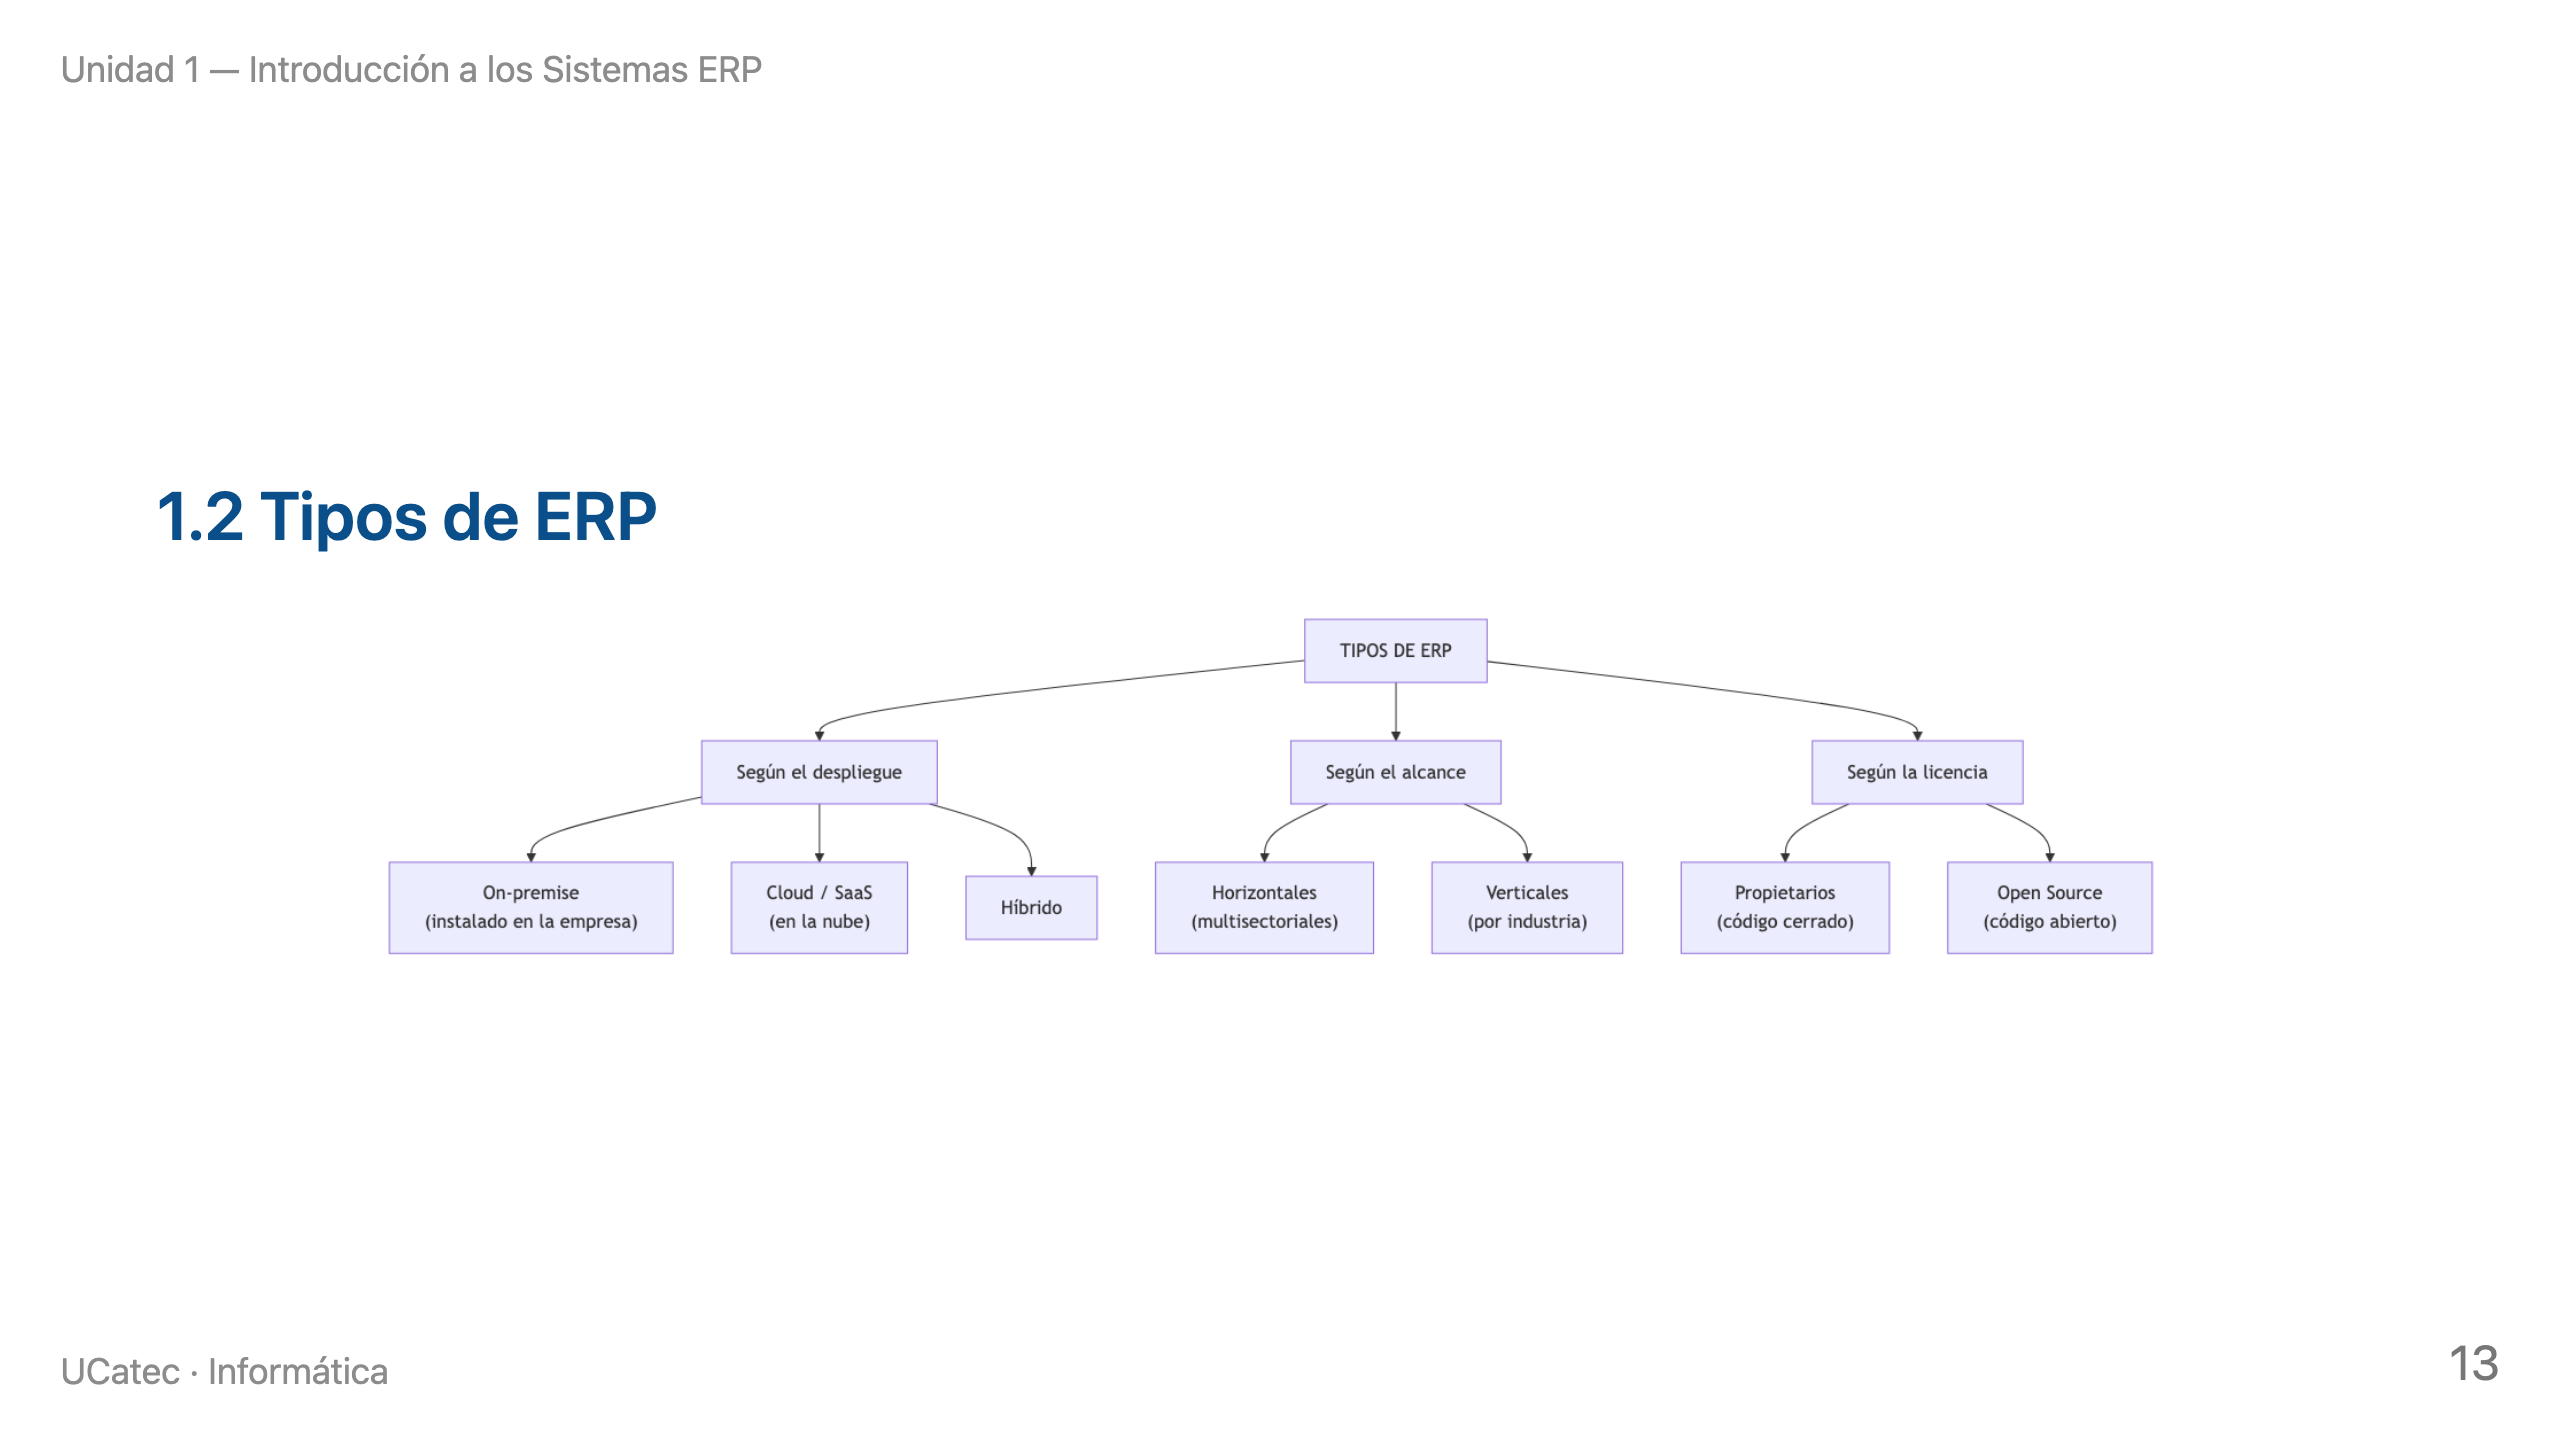 Unidad 1 — Introducción a los Sistemas ERP
1.2 Tipos de ERP
TIPOS DE ERP
Según el despliegue
Según el alcance
Según la licencia
On-premise
(instalado en la empresa)
Cloud / SaaS
(en la nube)
Híbrido
Horizontales
(multisectoriales)
Verticales
(por industria)
Propietarios
(código cerrado)
Open Source
(código abierto)
UCatec · Informática
13